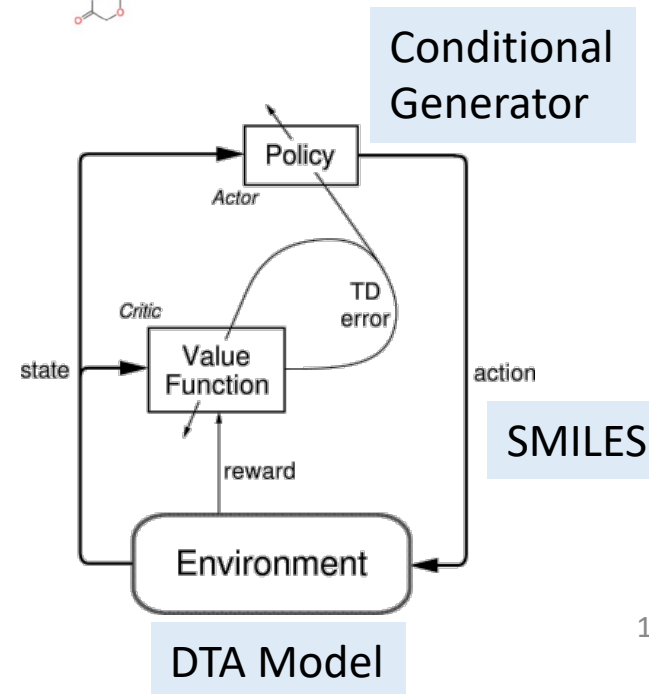 Conditional
Generator
Policy
Actor
TD
error
Critic
Value
Function
state
action
SMILES
reward
Environment
DTA Model
1
O
O